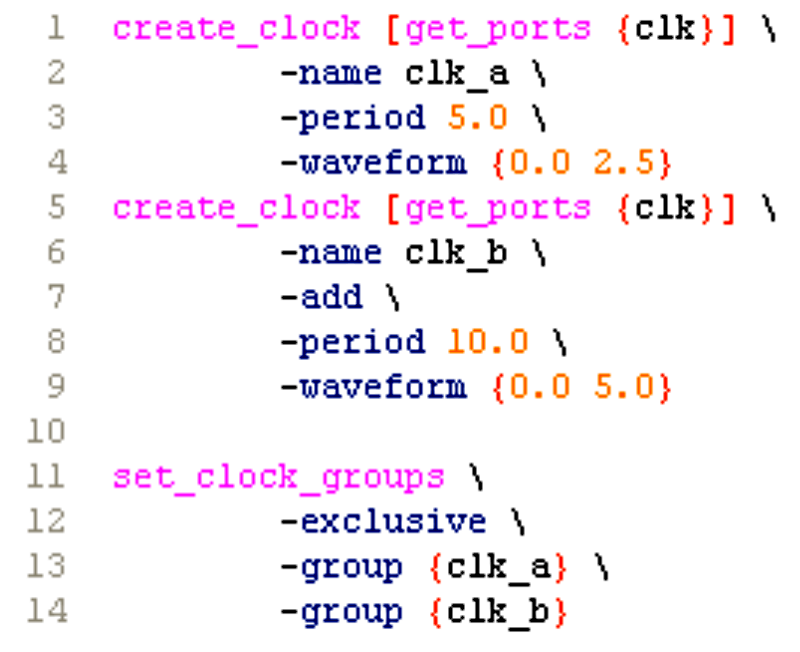 1 create_clock [get_ports {clk}] \
2 -name clk_a \
3 -period 5.0 \
4 -waveform {0.0 2.5}
5 create_clock [get_ports {clk}] \
6 -name clk_b \
7 -add \
8 -period 10.0 \
9 -waveform {0.0 5.0}
10
11 set_clock_groups \
12 -exclusive \
13 -group {clk_a} \
14 -group {clk_b}